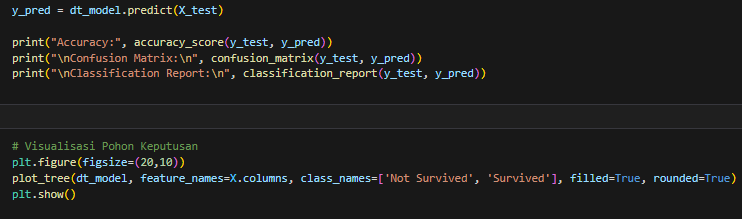 y_pred = dt_model.predict(X_test)
print("Accuracy:", accuracy_score(y_test, y_pred))
print("\nConfusion Matrix:\n", confusion_matrix(y_test, y_pred))
print("\nClassification Report:\n", classification_report(y_test, y_pred))
# Visualisasi Pohon Keputusan
plt.figure(figsize=(20,10))
plot_tree(dt_model, feature_names=X.columns, class_names=['Not Survived', 'Survived'], filled=True, rounded=True)
plt.show()